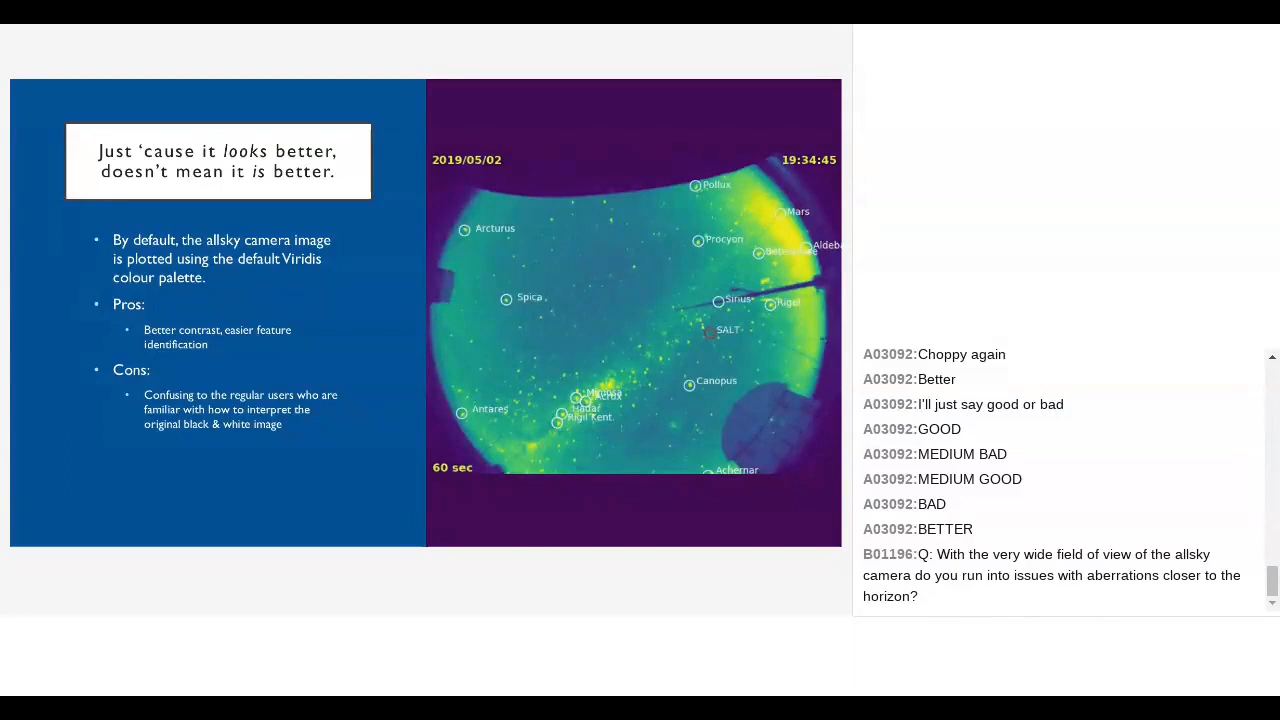 Just ‘cause it looks better,
doesn’t mean it is better.
• By default, the allsky camera image
is plotted using the default Viridis
colour palette.
• Pros:
• Better contrast, easier feature
identification
• Cons:
• Confusing to the regular users who are
familiar with how to interpret the
original black & white image
2019/05/02
19:34:45
Pollux
Mars
Arcturus
Procyon
Aldeba
Betelgeuse
Spica
Sirius
Rigel
SALT
Canopus
Mimosa
Acrux
Antares
Hadar
Rigil Kent.
60 sec
Achernar
A03092:Choppy again
A03092:Better
A03092:I'll just say good or bad
A03092:GOOD
A03092:MEDIUM BAD
A03092:MEDIUM GOOD
A03092:BAD
A03092:BETTER
B01196:Q: With the very wide field of view of the allsky
camera do you run into issues with aberrations closer to the
horizon?